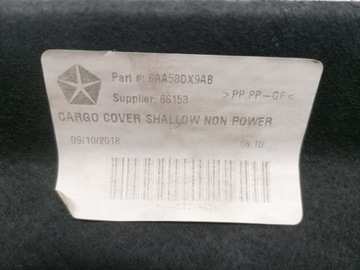 Part #: 6AA58DX9AB
Supplier: 66153 >PP.PP-GF<
CARGO COVER SHALLOW NON POWER
09/10/2018 08.10